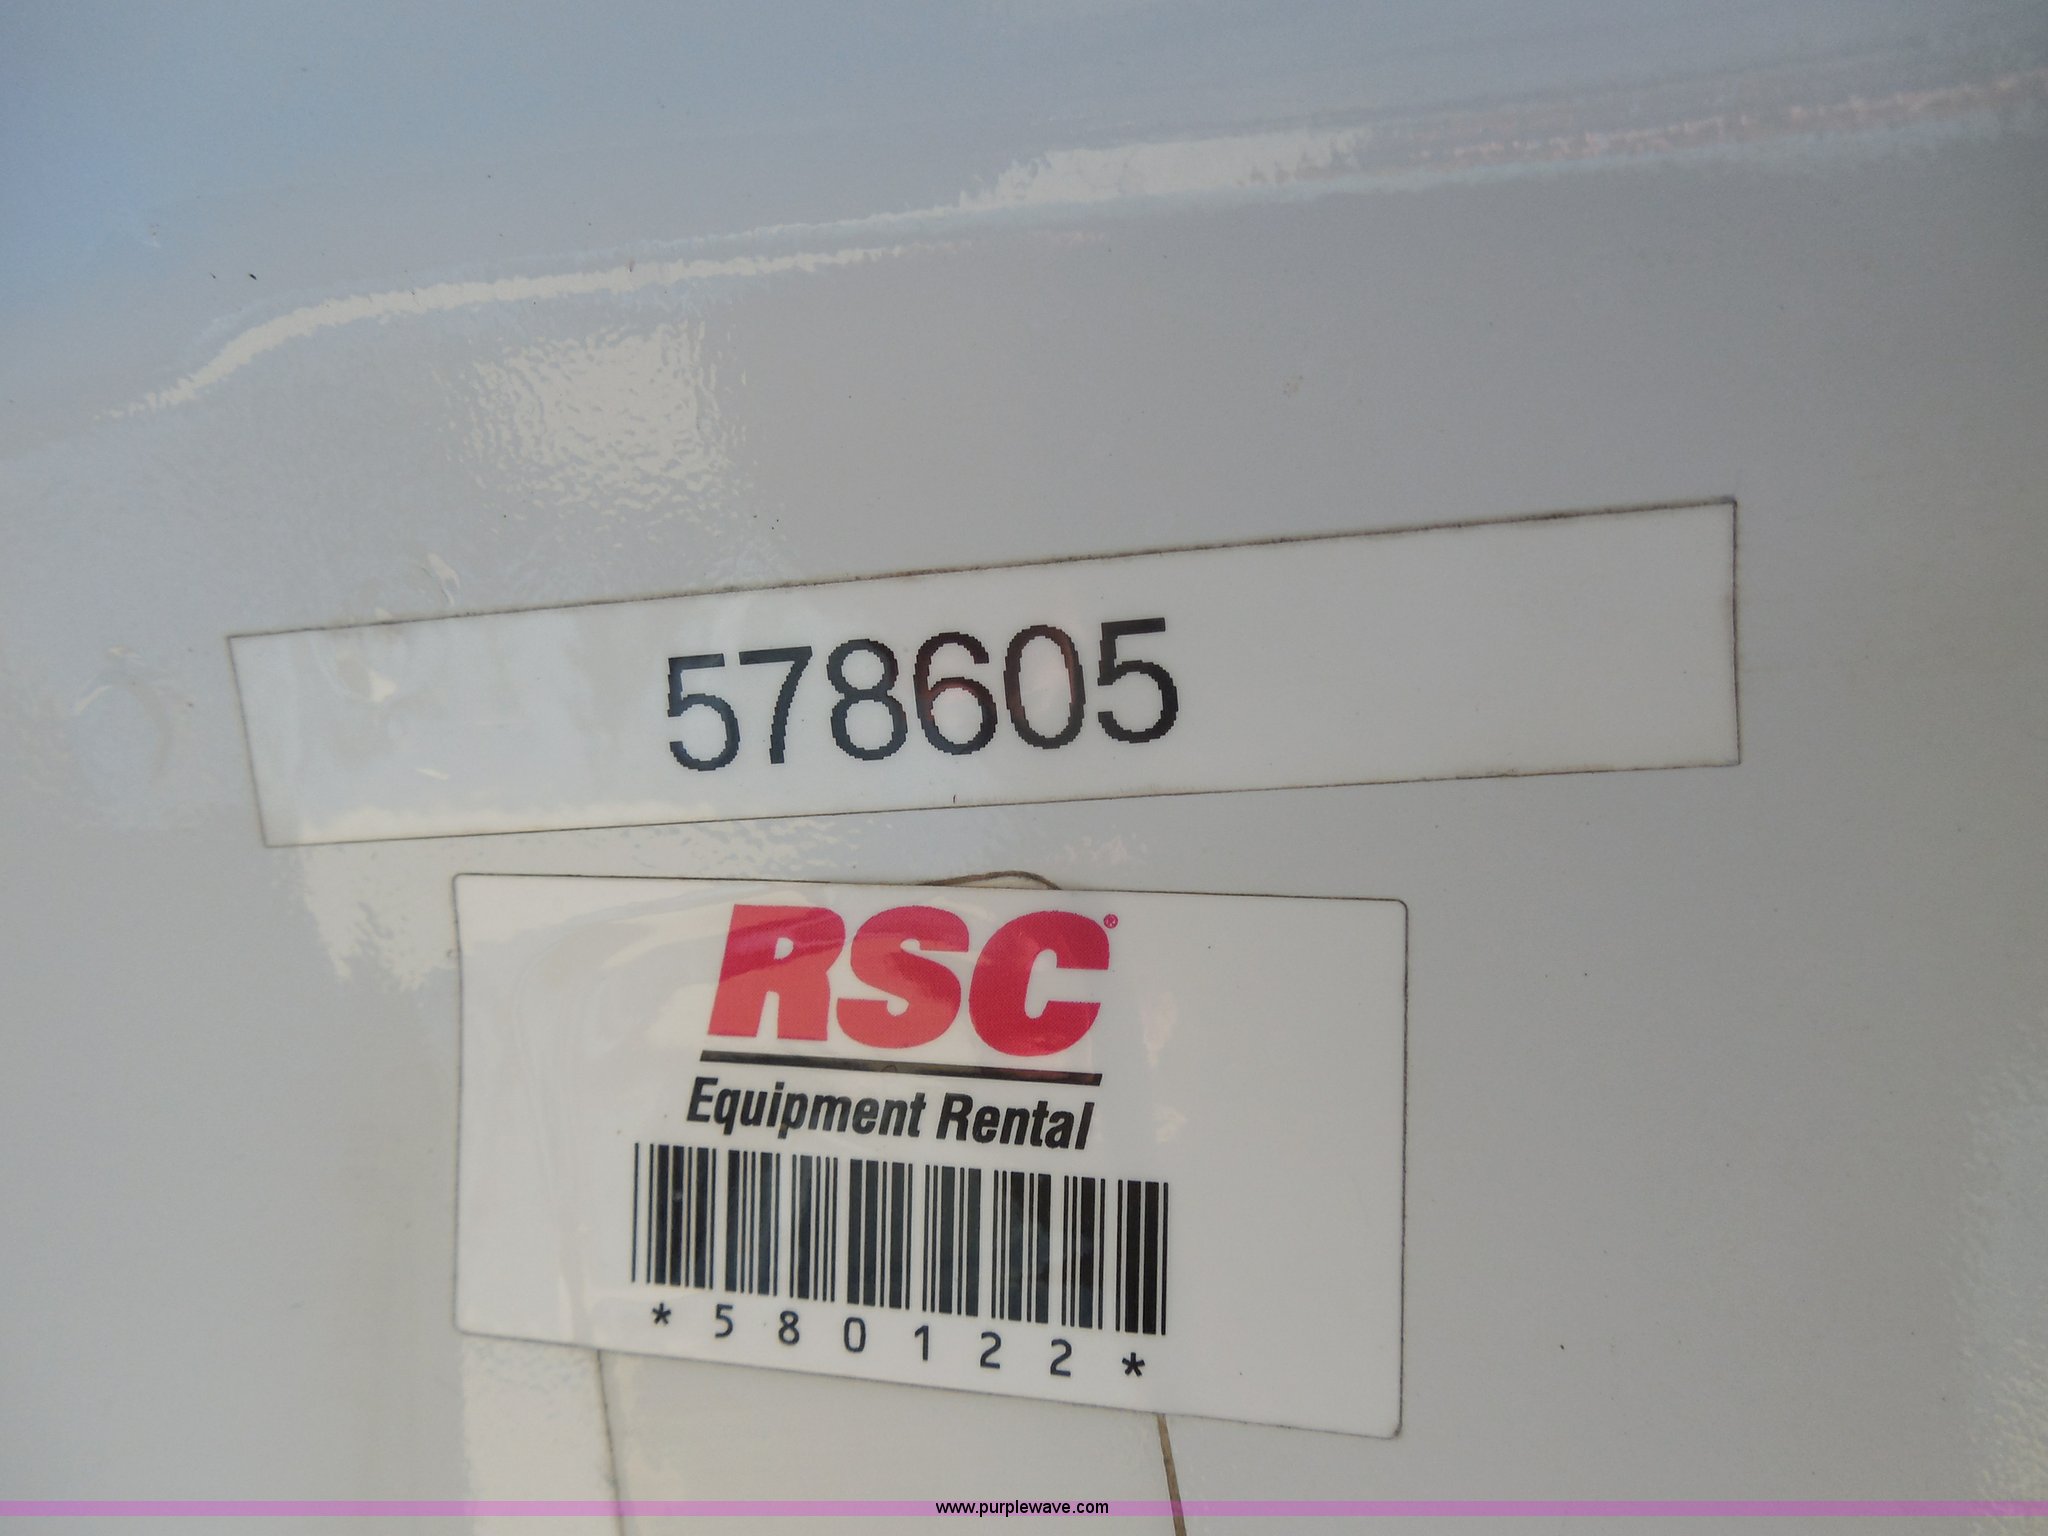 578605
RSC®
Equipment Rental
*580122*
www.purplewave.com